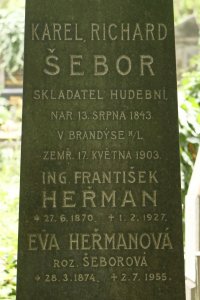 KAREL, RICHARD
ŠEBOR
SKLADATEL HUDEBNÍ,
NAR 13. SRPNA 1843
V BRANDÝSE N/L.
ZEMŘ. 17. KVĚTNA 1903.
ING. FRANTIŠEK
HEŘMAN
* 27. 6. 1870. + 1. 2. 1927.
EVA HEŘMANOVÁ
ROZ. ŠEBOROVÁ
* 28. 3. 1874. + 2. 7. 1955.